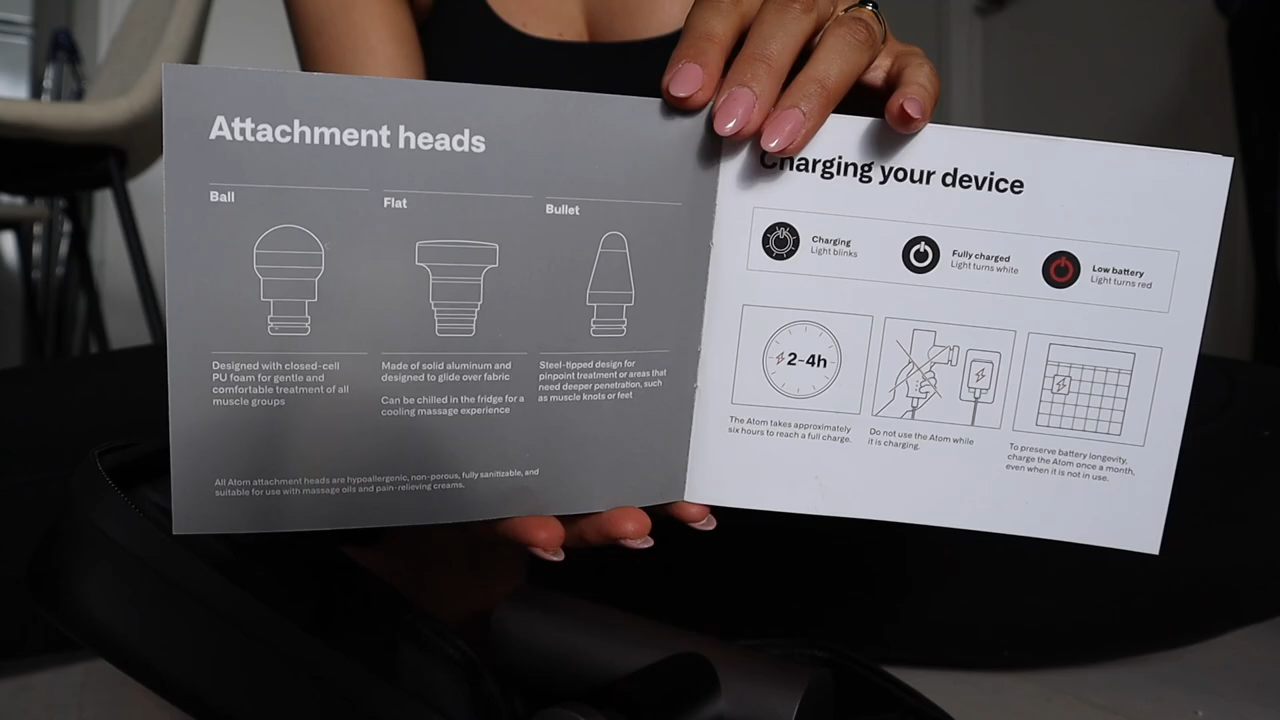 Attachment heads
Ball
Flat
Bullet
Designed with closed-cell
PU foam for gentle and
comfortable treatment of all
muscle groups
Made of solid aluminum and
designed to glide over fabric
Can be chilled in the fridge for a
cooling massage experience
Steel-tipped design for
pinpoint treatment or areas that
need deeper penetration, such
as muscle knots or feet
All Atom attachment heads are hypoallergenic, non-porous, fully sanitizable, and
suitable for use with massage oils and pain-relieving creams.
Charging your device
Charging
Light blinks
Fully charged
Light turns white
Low battery
Light turns red
2-4h
The Atom takes approximately
six hours to reach a full charge.
Do not use the Atom while
it is charging.
To preserve battery longevity,
charge the Atom once a month,
even when it is not in use.